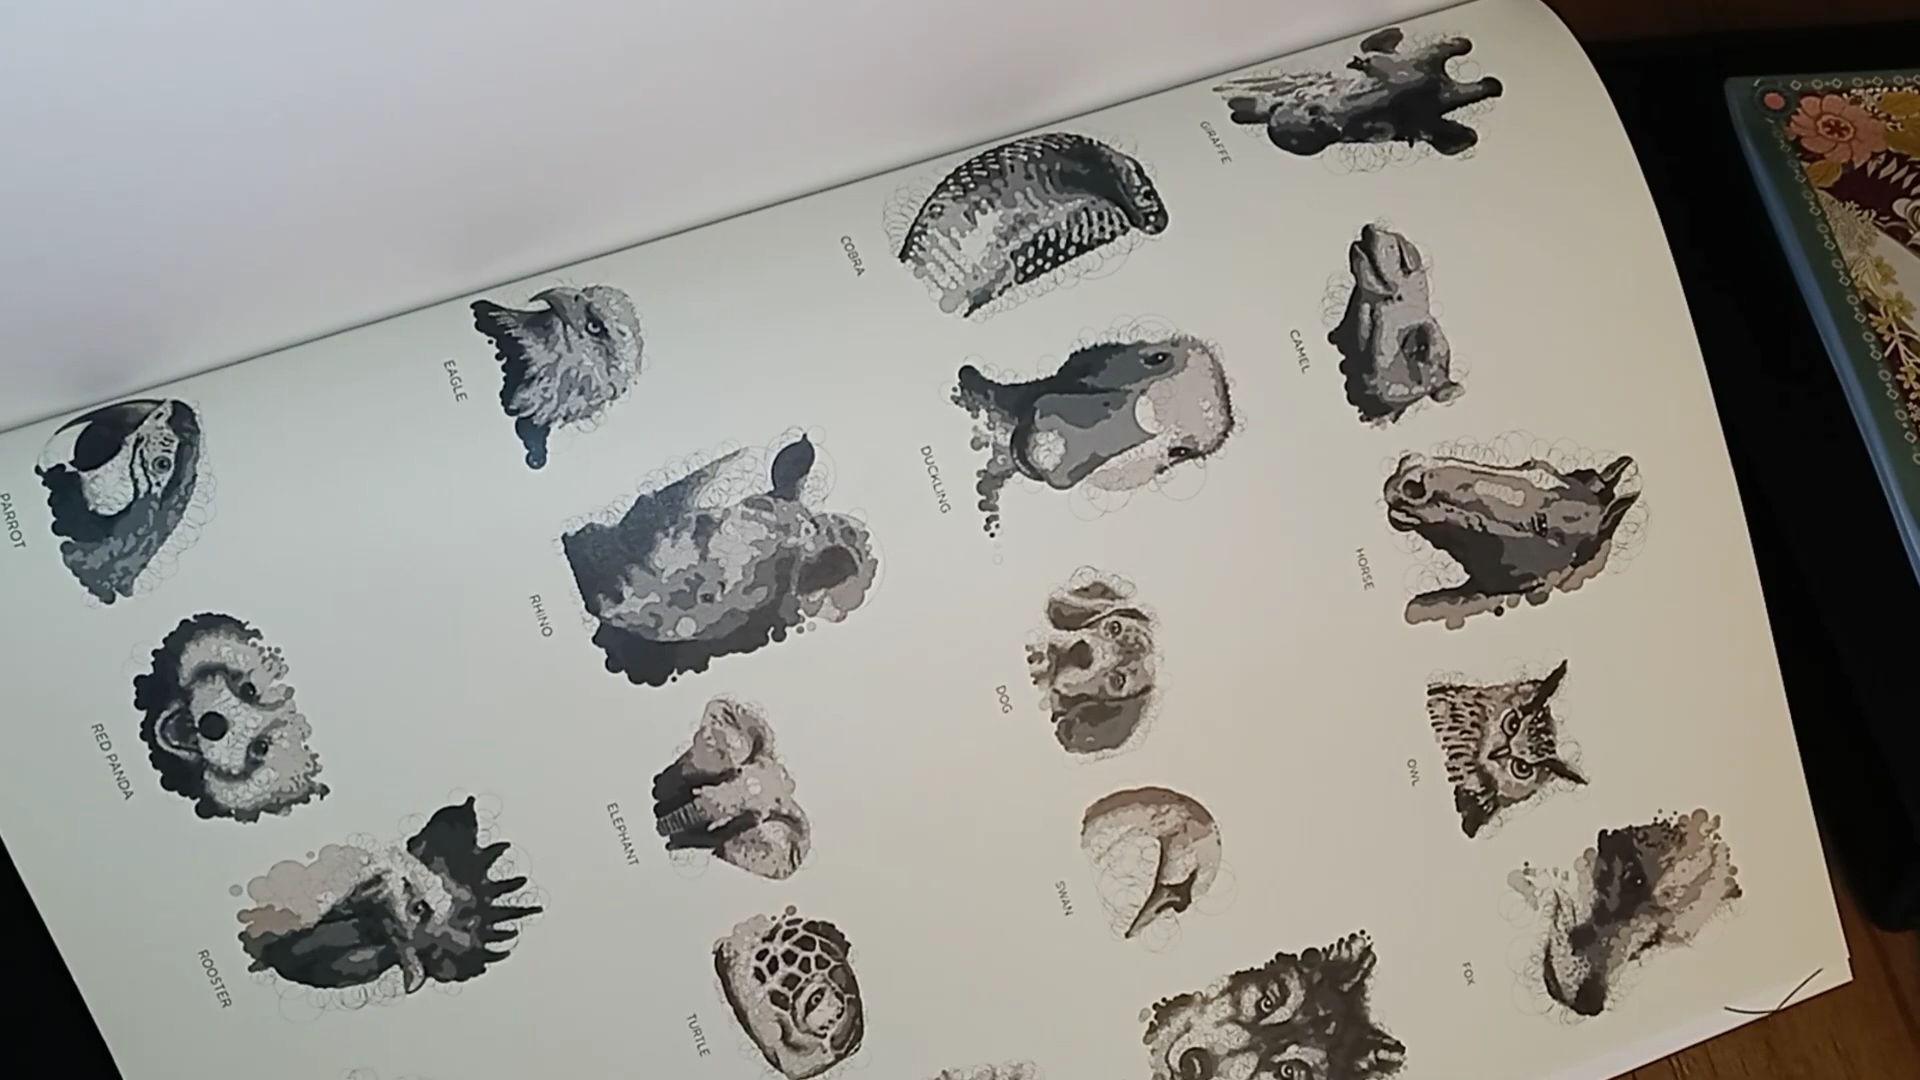 GIRAFFE
CAMEL
HORSE
OWL
FOX
COBRA
DUCKLING
DOG
SWAN
EAGLE
RHINO
ELEPHANT
TURTLE
PARROT
RED PANDA
ROOSTER